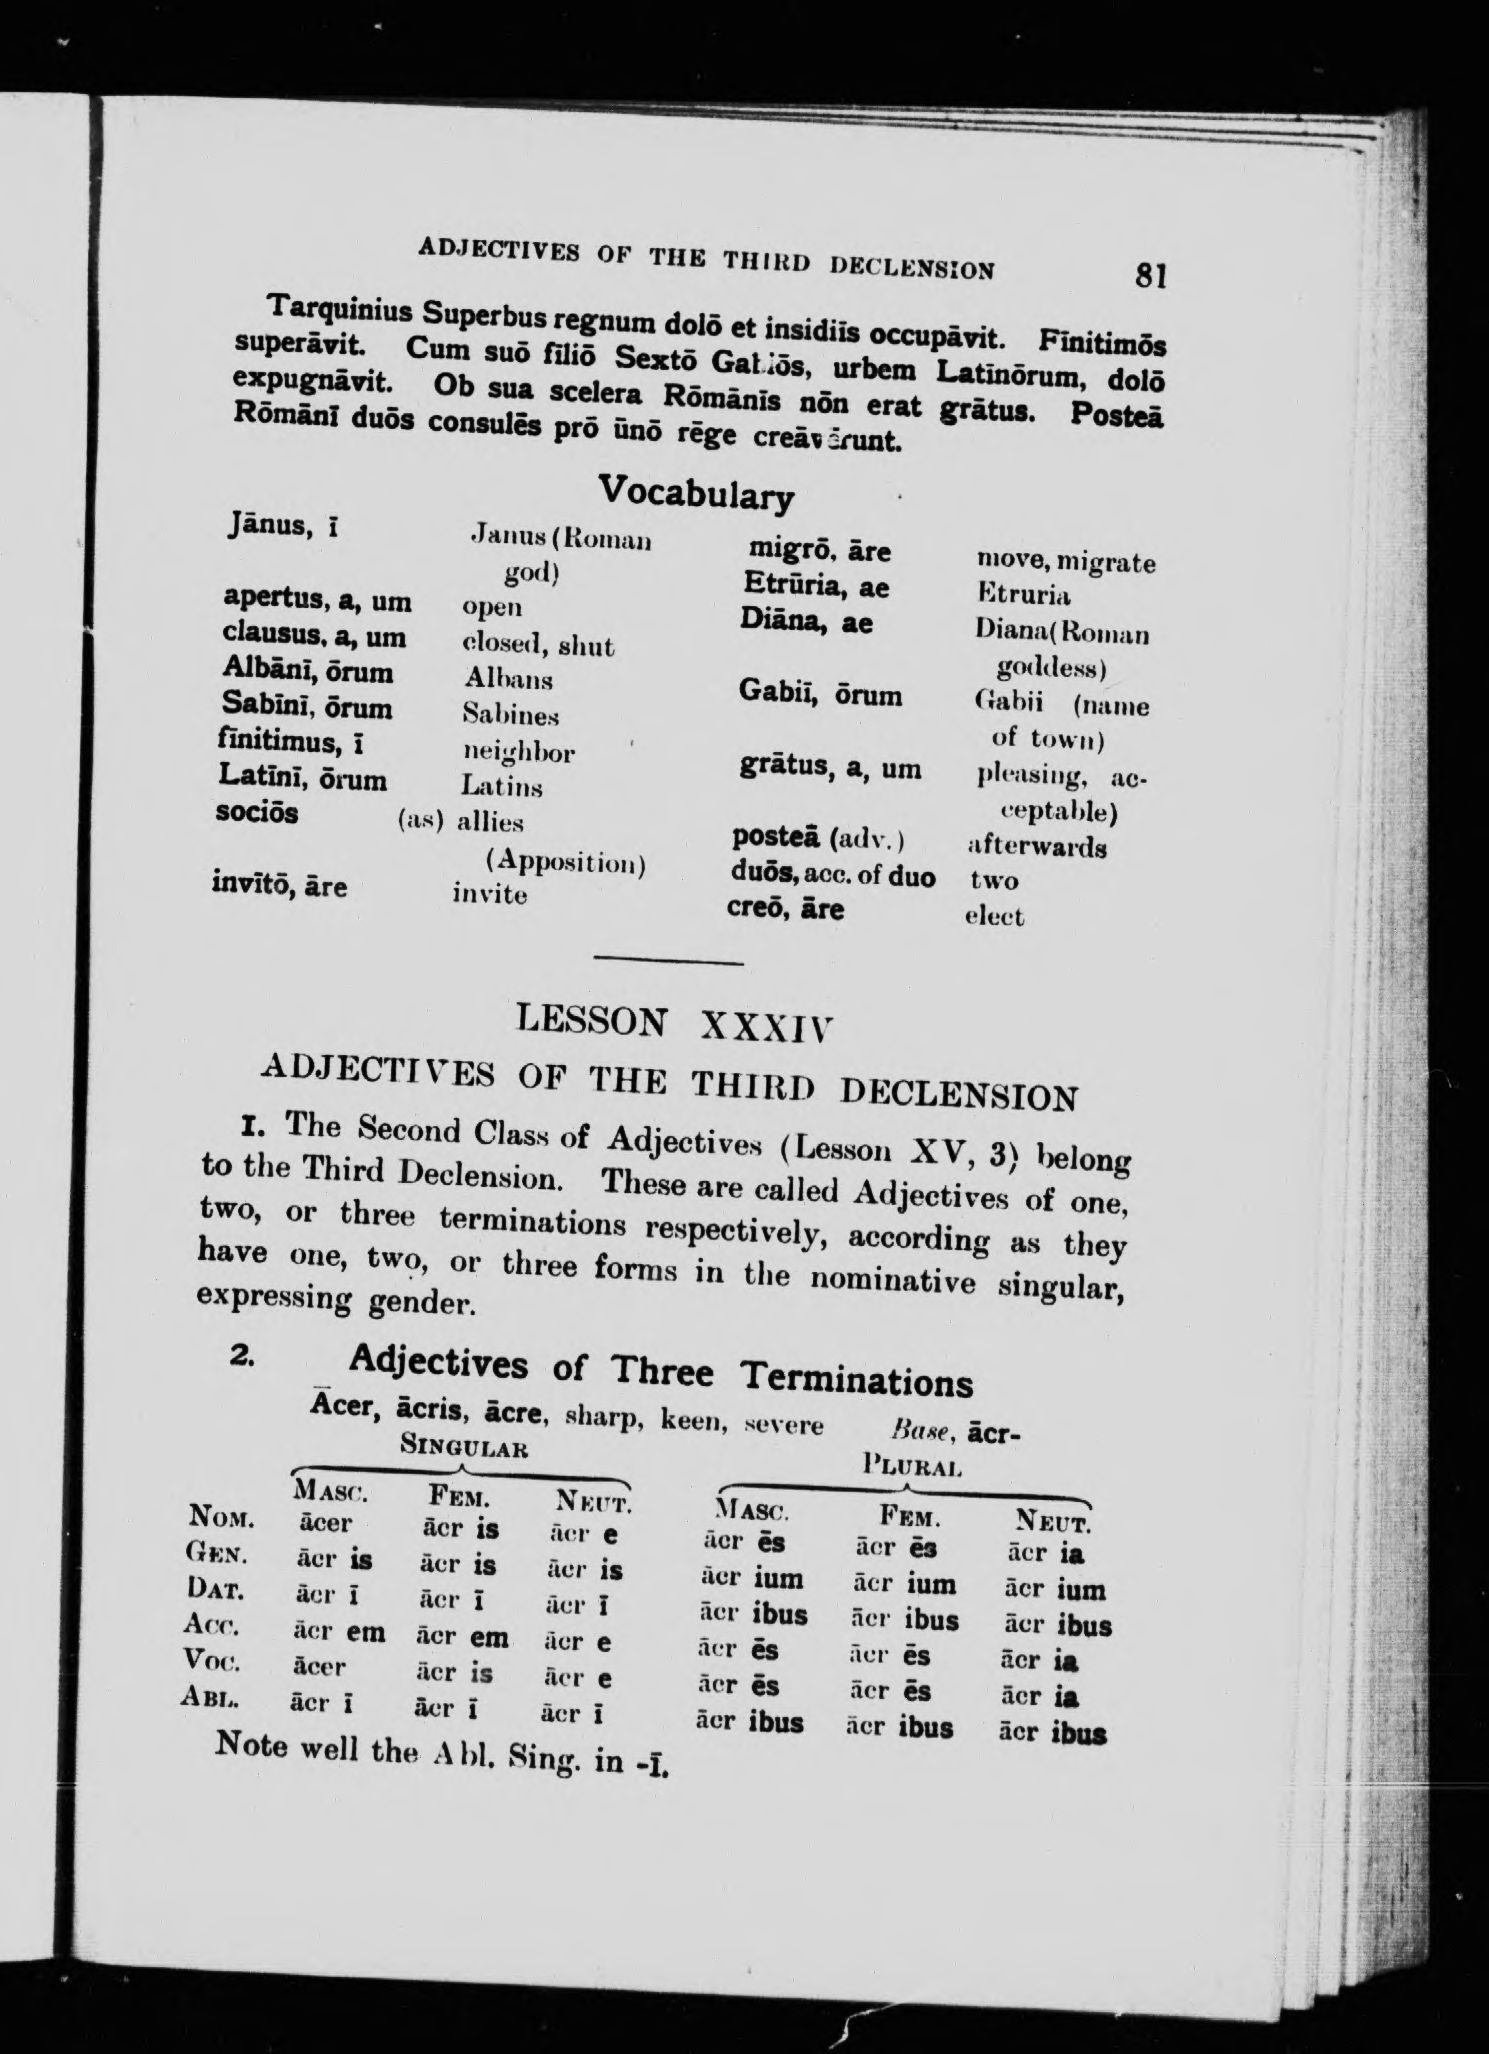 ADJECTIVES OF THE THIRD DECLENSION 81
Tarquinius Superbus regnum dolō et insidiīs occupāvit. Fīnitimōs
superāvit. Cum suō fīliō Sextō Gabiōs, urbem Latīnōrum, dolō
expugnāvit. Ob sua scelera Rōmānīs nōn erat grātus. Posteā
Rōmānī duōs consulēs prō ūnō rēge creāvērunt.
Vocabulary
Jānus, ī Janus (Roman
god)
apertus, a, um open
clausus, a, um closed, shut
Albānī, ōrum Albans
Sabīnī, ōrum Sabines
fīnitimus, ī neighbor
Latīnī, ōrum Latins
sociōs (as) allies
(Apposition)
invītō, āre invite
migrō, āre move, migrate
Etrūria, ae Etruria
Diāna, ae Diana (Roman
goddess)
Gabiī, ōrum Gabii (name
of town)
grātus, a, um pleasing, ac-
ceptable)
posteā (adv.) afterwards
duōs, acc. of duo two
creō, āre elect
LESSON XXXIV
ADJECTIVES OF THE THIRD DECLENSION
1. The Second Class of Adjectives (Lesson XV, 3) belong
to the Third Declension. These are called Adjectives of one,
two, or three terminations respectively, according as they
have one, two, or three forms in the nominative singular,
expressing gender.
2. Adjectives of Three Terminations
Ācer, ācris, ācre, sharp, keen, severe Base, ācr-
SINGULAR PLURAL
MASC. FEM. NEUT. MASC. FEM. NEUT.
NOM. ācer ācr is ācr e ācr ēs ācr ēs ācr ia
GEN. ācr is ācr is ācr is ācr ium ācr ium ācr ium
DAT. ācr ī ācr ī ācr ī ācr ibus ācr ibus ācr ibus
ACC. ācr em ācr em ācr e ācr ēs ācr ēs ācr ia
VOC. ācer ācr is ācr e ācr ēs ācr ēs ācr ia
ABL. ācr ī ācr ī ācr ī ācr ibus ācr ibus ācr ibus
Note well the Abl. Sing. in -ī.